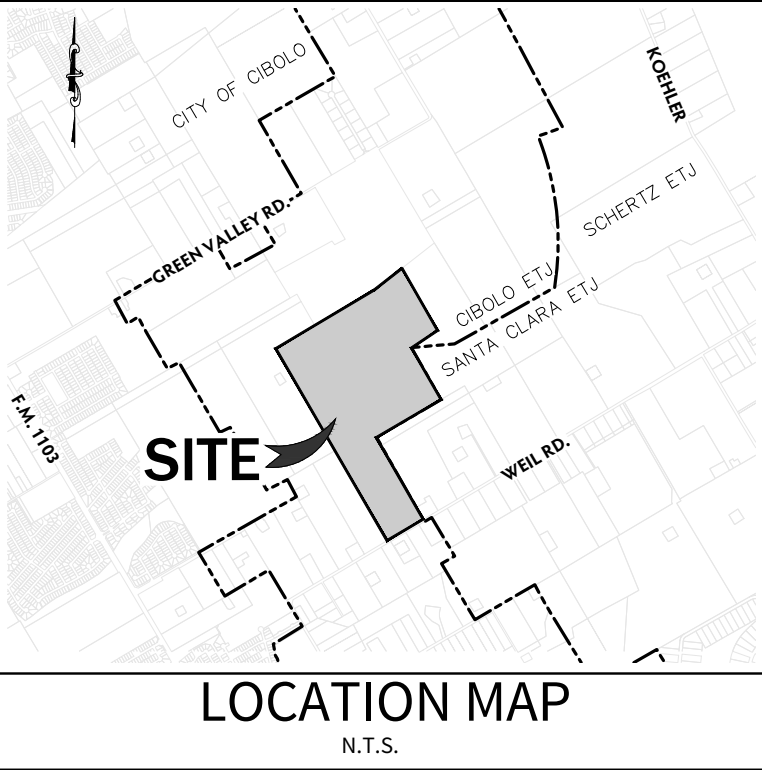 CITY OF CIBOLO
KOEHLER
SCHERTZ ETJ
GREEN VALLEY RD.
CIBOLO ETJ
SANTA CLARA ETJ
F.M. 1103
SITE
WEIL RD.
LOCATION MAP
N.T.S.